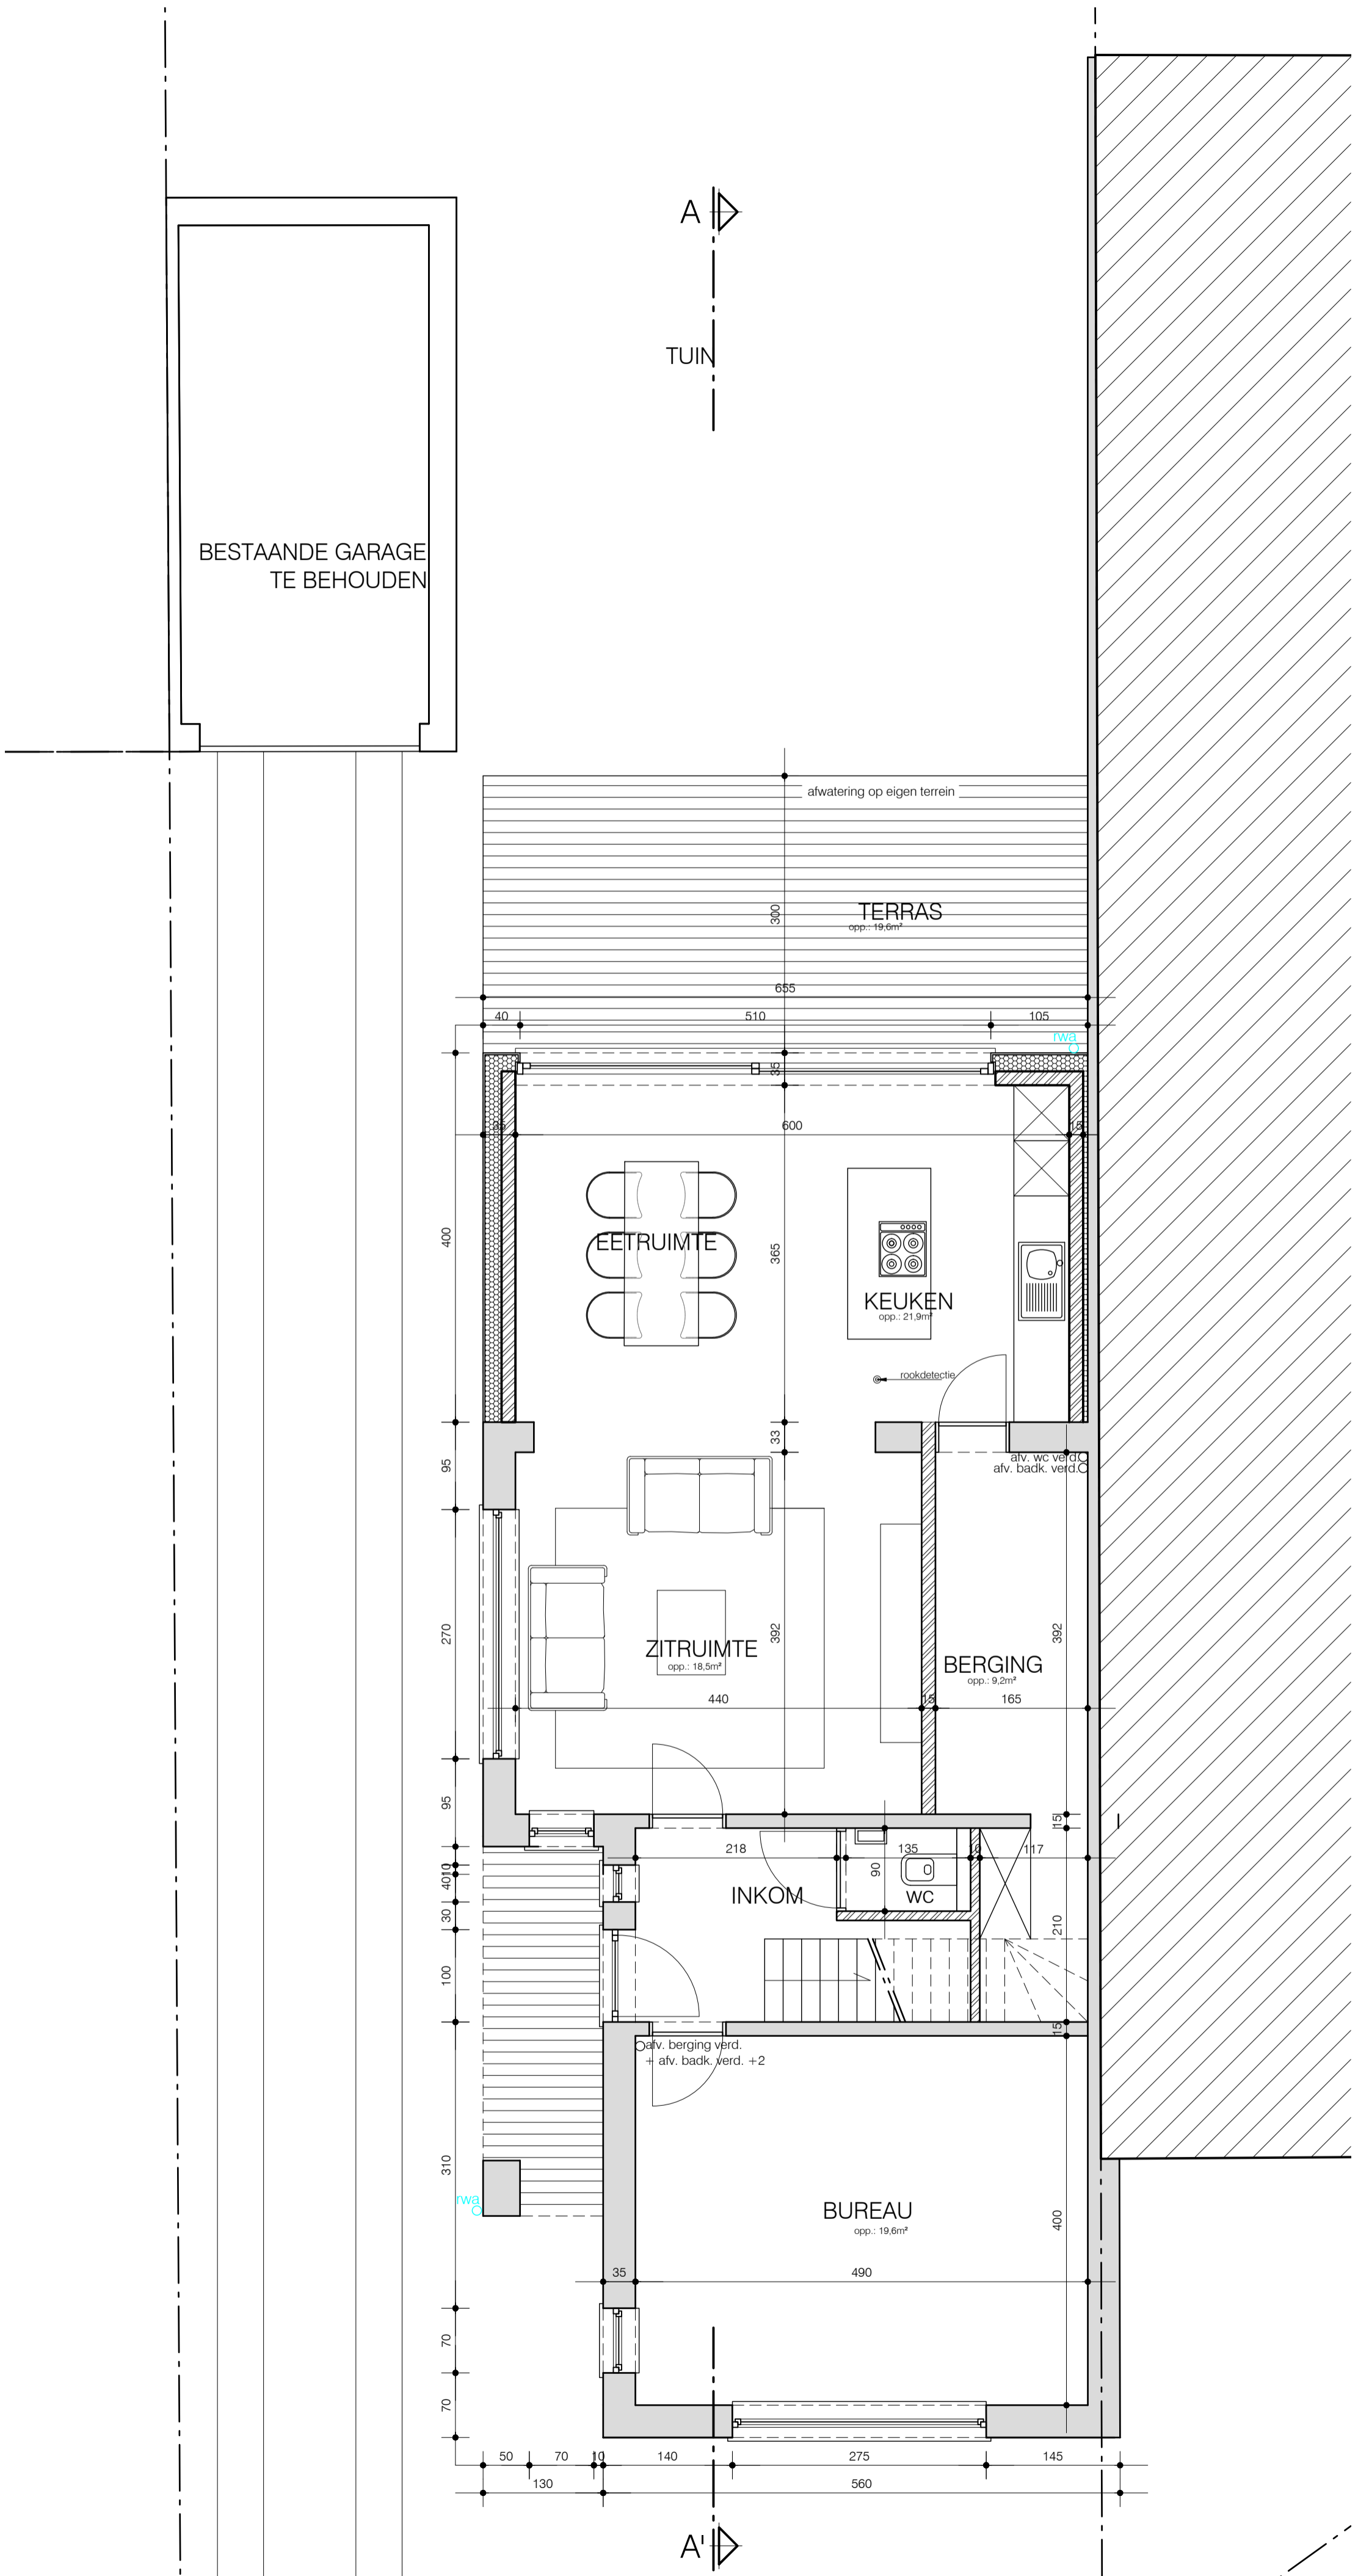 A
TUIN
BESTAANDE GARAGE
TE BEHOUDEN
afwatering op eigen terrein
300
TERRAS
opp.: 19,6m²
655
40
510
105
rwa
35
35
600
15
400
EETRUIMTE
365
KEUKEN
opp.: 21,9m²
rookdetectie
33
95
afv. wc verd.
afv. badk. verd.
270
ZITRUIMTE
opp.: 18,5m²
392
392
BERGING
opp.: 9,2m²
440
15
165
95
15
218
135
10
117
10
40
90
INKOM
WC
30
210
100
15
afv. berging verd.
+ afv. badk. verd. +2
310
rwa
BUREAU
opp.: 19,6m²
400
35
490
70
70
50
70
10
140
275
145
130
560
A'